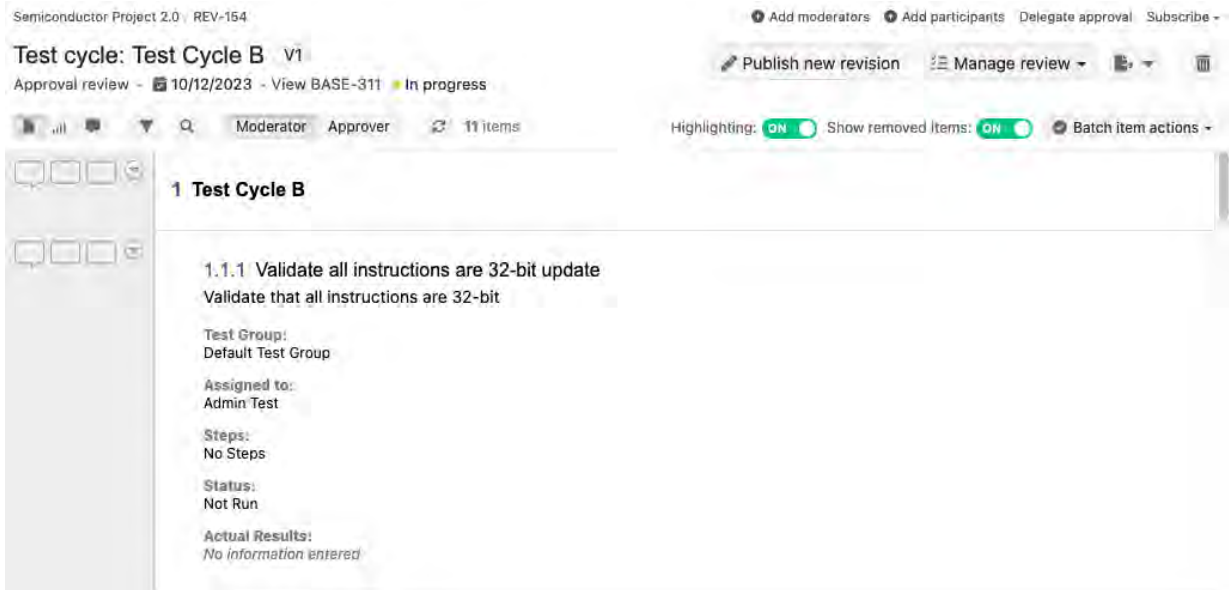 Semiconductor Project 2.0 REV-154
Add moderators Add participants Delegate approval Subscribe
Test cycle: Test Cycle B V1
Publish new revision Manage review
Approval review - 10/12/2023 - View BASE-311 In progress
Moderator Approver 11 items Highlighting: ON Show removed items: ON Batch item actions
1 Test Cycle B
1.1.1 Validate all instructions are 32-bit update
Validate that all instructions are 32-bit
Test Group:
Default Test Group
Assigned to:
Admin Test
Steps:
No Steps
Status:
Not Run
Actual Results:
No information entered